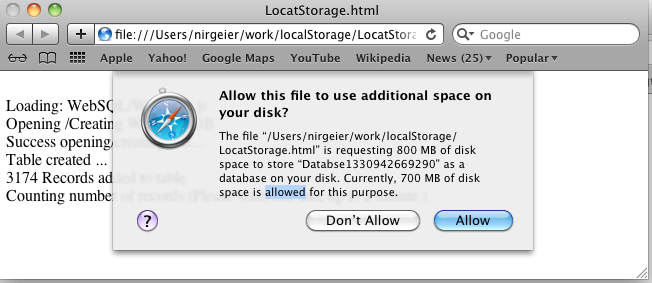 LocatStorage.html
file:///Users/nirgeier/work/localStorage/LocatStorag
Google
Apple Yahoo! Google Maps YouTube Wikipedia News (25) Popular
Loading: WebSQL
Opening /Creating
Success opening
Table created ...
3174 Records added to table
Counting number of records (Please
Allow this file to use additional space on
your disk?
The file “/Users/nirgeier/work/localStorage/
LocatStorage.html” is requesting 800 MB of disk
space to store “Databse1330942669290” as a
database on your disk. Currently, 700 MB of disk
space is allowed for this purpose.
?
Don't Allow
Allow